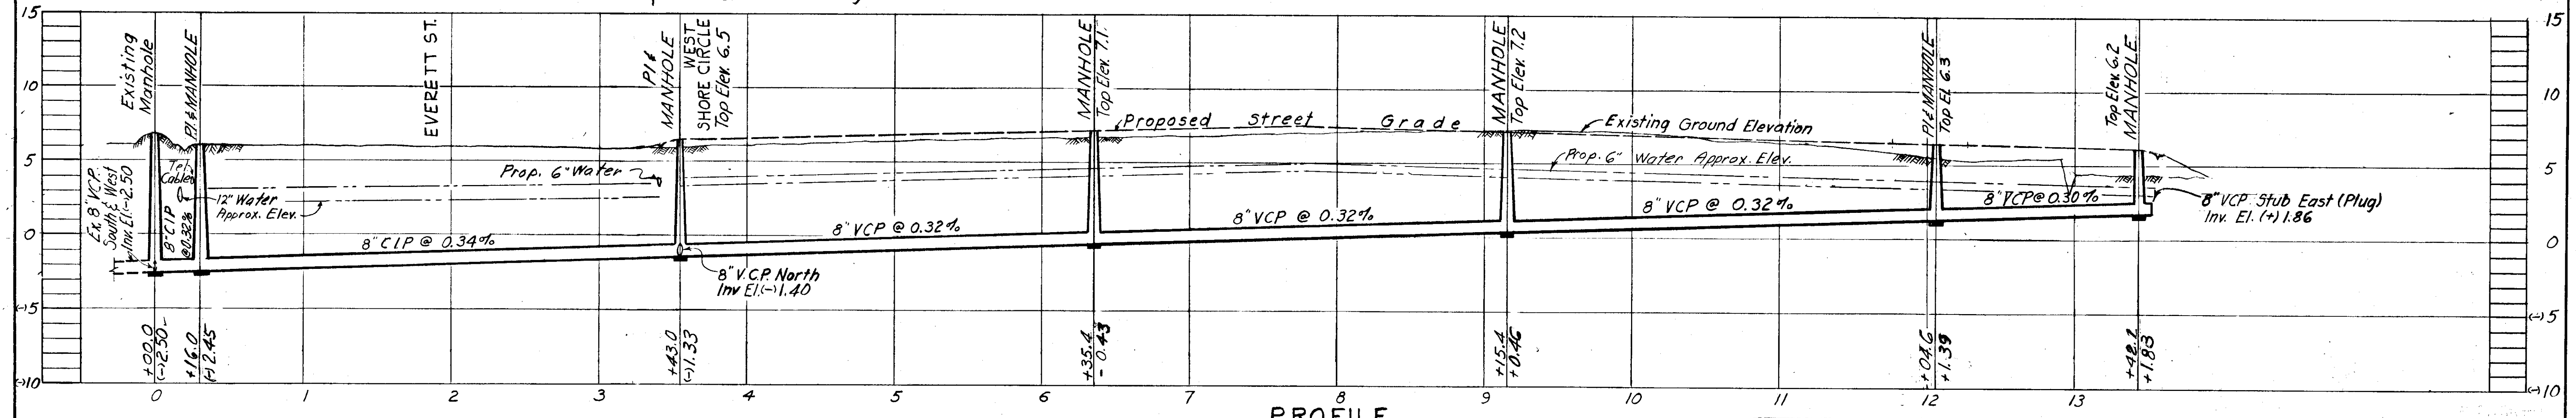 15
10
5
0
(-)5
(-)10
Existing
Manhole
P.I. & MANHOLE
EVERETT ST.
P.I. &
MANHOLE
WEST
SHORE CIRCLE
Top Elev. 6.5
MANHOLE
Top Elev. 7.1
MANHOLE
Top Elev. 7.2
P.I. & MANHOLE
Top El. 6.3
Top Elev. 6.2
MANHOLE
15
10
5
0
(-)5
(-)10
Proposed Street Grade
Existing Ground Elevation
Prop. 6" Water Approx. Elev.
Prop. 6" Water
Tel.
Cables
12" Water
Approx. Elev.
Ex. 8" VCP.
South & West
Inv. El. (-)2.50
8" CIP
@ 0.32%
8" CIP @ 0.34%
8" VCP @ 0.32%
8" VCP @ 0.32%
8" VCP @ 0.32%
8" VCP @ 0.30%
8" VCP Stub East (Plug)
Inv. El. (+) 1.86
8" V.C.P. North
Inv El. (-) 1.40
+00.0
(-)2.50
+16.0
(-)2.45
+43.0
(-)1.33
+35.4
-0.43
+15.4
+0.46
+04.6
+1.39
+1.83
0
1
2
3
4
5
6
7
8
9
10
11
12
13
PROFILE